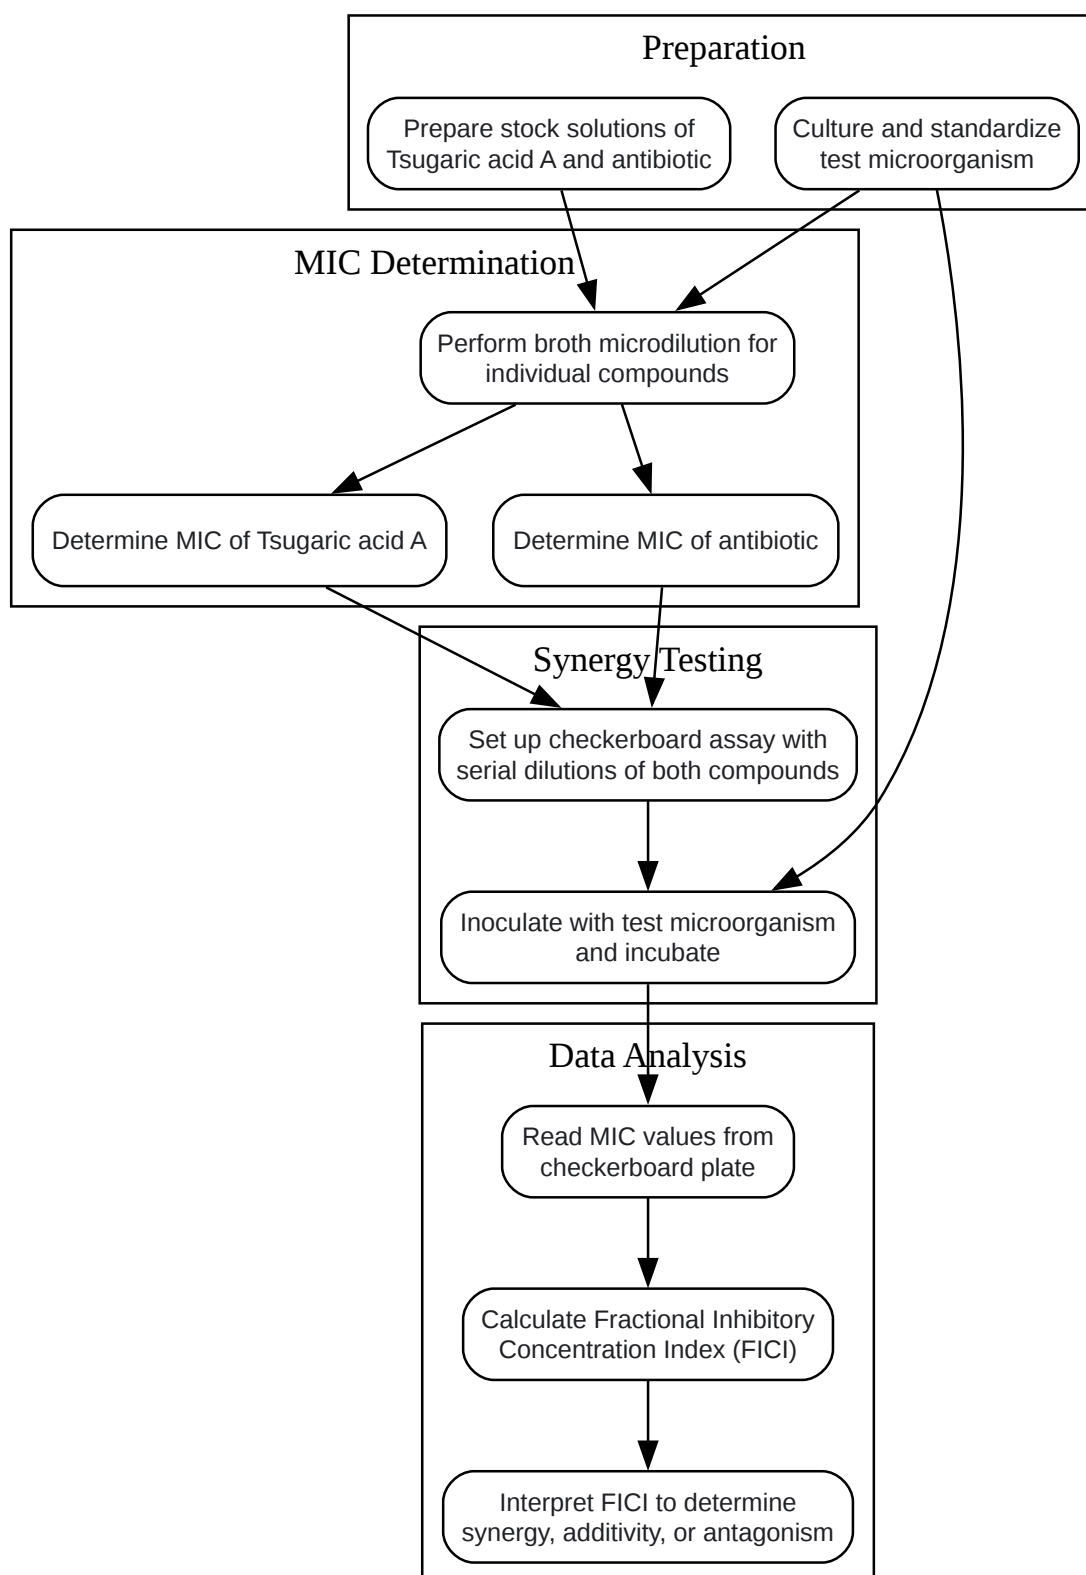 Preparation
Prepare stock solutions of
Tsugaric acid A and antibiotic
Culture and standardize
test microorganism
MIC Determination
Perform broth microdilution for
individual compounds
Determine MIC of Tsugaric acid A
Determine MIC of antibiotic
Synergy Testing
Set up checkerboard assay with
serial dilutions of both compounds
Inoculate with test microorganism
and incubate
Data Analysis
Read MIC values from
checkerboard plate
Calculate Fractional Inhibitory
Concentration Index (FICI)
Interpret FICI to determine
synergy, additivity, or antagonism